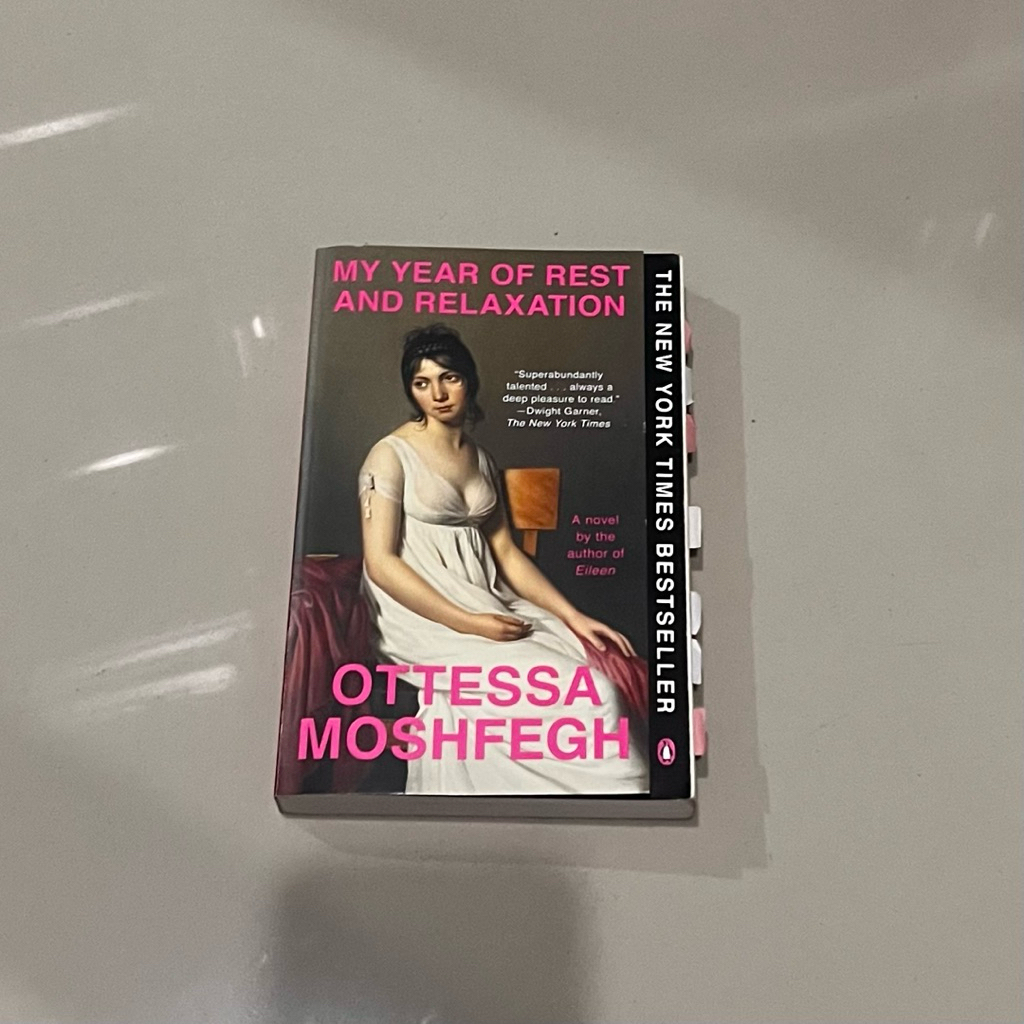 MY YEAR OF REST
AND RELAXATION
"Superabundantly
talented . . . always a
deep pleasure to read."
—Dwight Garner,
The New York Times
A novel
by the
author of
Eileen
OTTESSA
MOSHFEGH
THE NEW YORK TIMES BESTSELLER